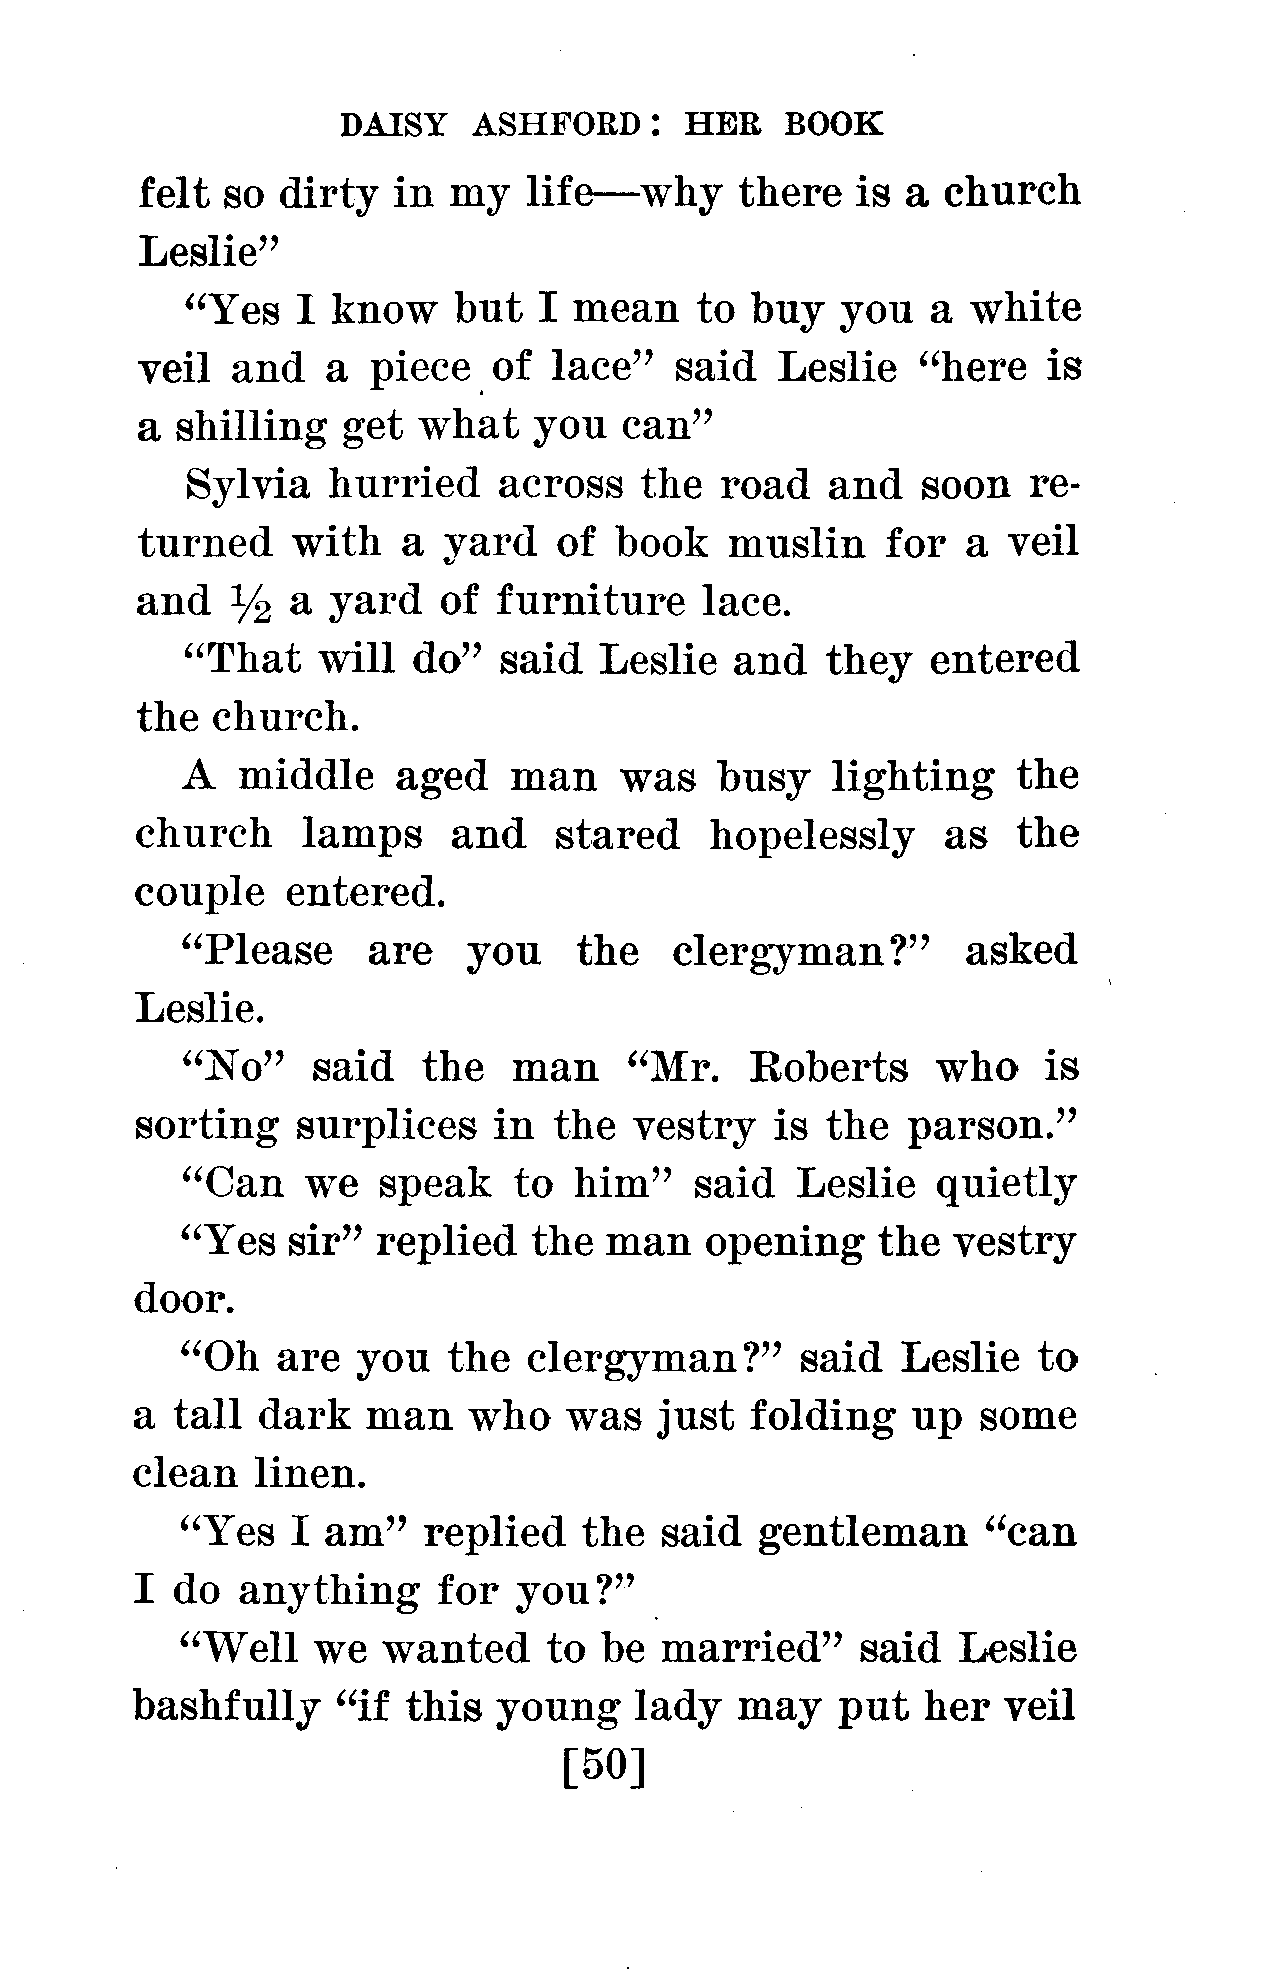 DAISY ASHFORD: HER BOOK
felt so dirty in my life—why there is a church
Leslie”
“Yes I know but I mean to buy you a white
veil and a piece of lace” said Leslie “here is
a shilling get what you can”
Sylvia hurried across the road and soon re-
turned with a yard of book muslin for a veil
and ½ a yard of furniture lace.
“That will do” said Leslie and they entered
the church.
A middle aged man was busy lighting the
church lamps and stared hopelessly as the
couple entered.
“Please are you the clergyman?” asked
Leslie.
“No” said the man “Mr. Roberts who is
sorting surplices in the vestry is the parson.”
“Can we speak to him” said Leslie quietly
“Yes sir” replied the man opening the vestry
door.
“Oh are you the clergyman?” said Leslie to
a tall dark man who was just folding up some
clean linen.
“Yes I am” replied the said gentleman “can
I do anything for you?”
“Well we wanted to be married” said Leslie
bashfully “if this young lady may put her veil
[50]